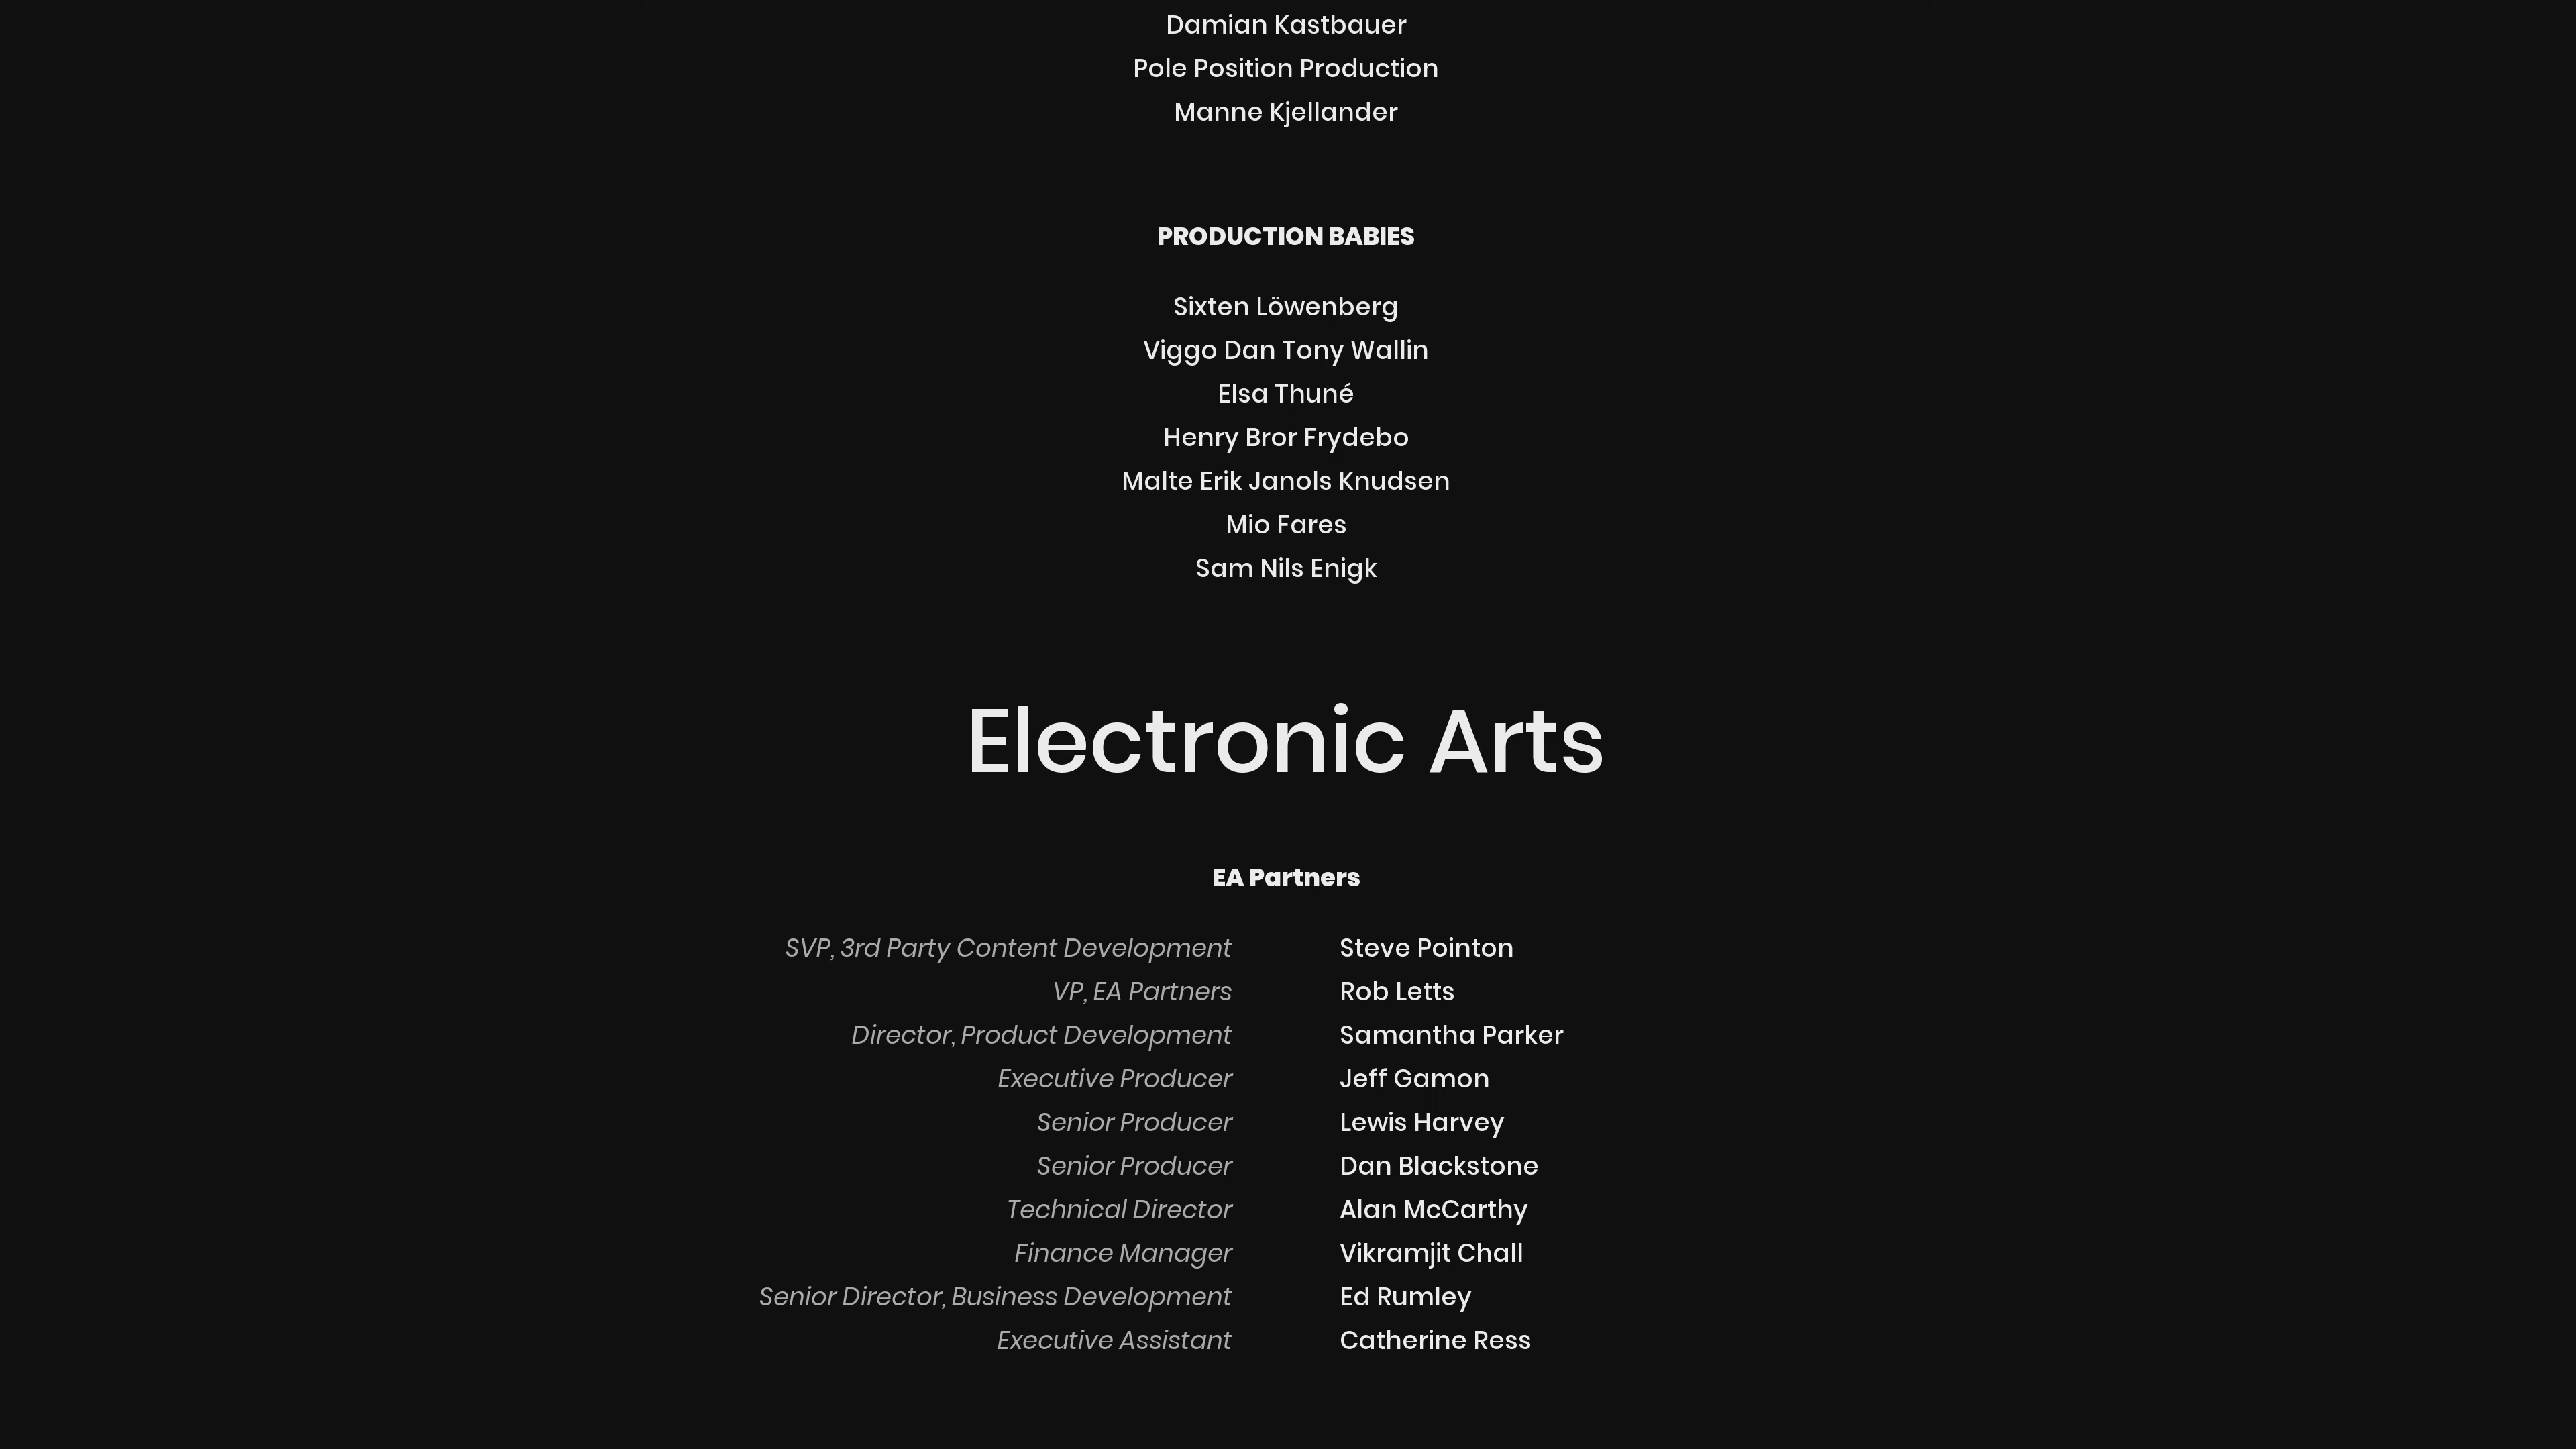 Damian Kastbauer
Pole Position Production
Manne Kjellander
PRODUCTION BABIES
Sixten Löwenberg
Viggo Dan Tony Wallin
Elsa Thuné
Henry Bror Frydebo
Malte Erik Janols Knudsen
Mio Fares
Sam Nils Enigk
Electronic Arts
EA Partners
SVP, 3rd Party Content Development Steve Pointon
VP, EA Partners Rob Letts
Director, Product Development Samantha Parker
Executive Producer Jeff Gamon
Senior Producer Lewis Harvey
Senior Producer Dan Blackstone
Technical Director Alan McCarthy
Finance Manager Vikramjit Chall
Senior Director, Business Development Ed Rumley
Executive Assistant Catherine Ress